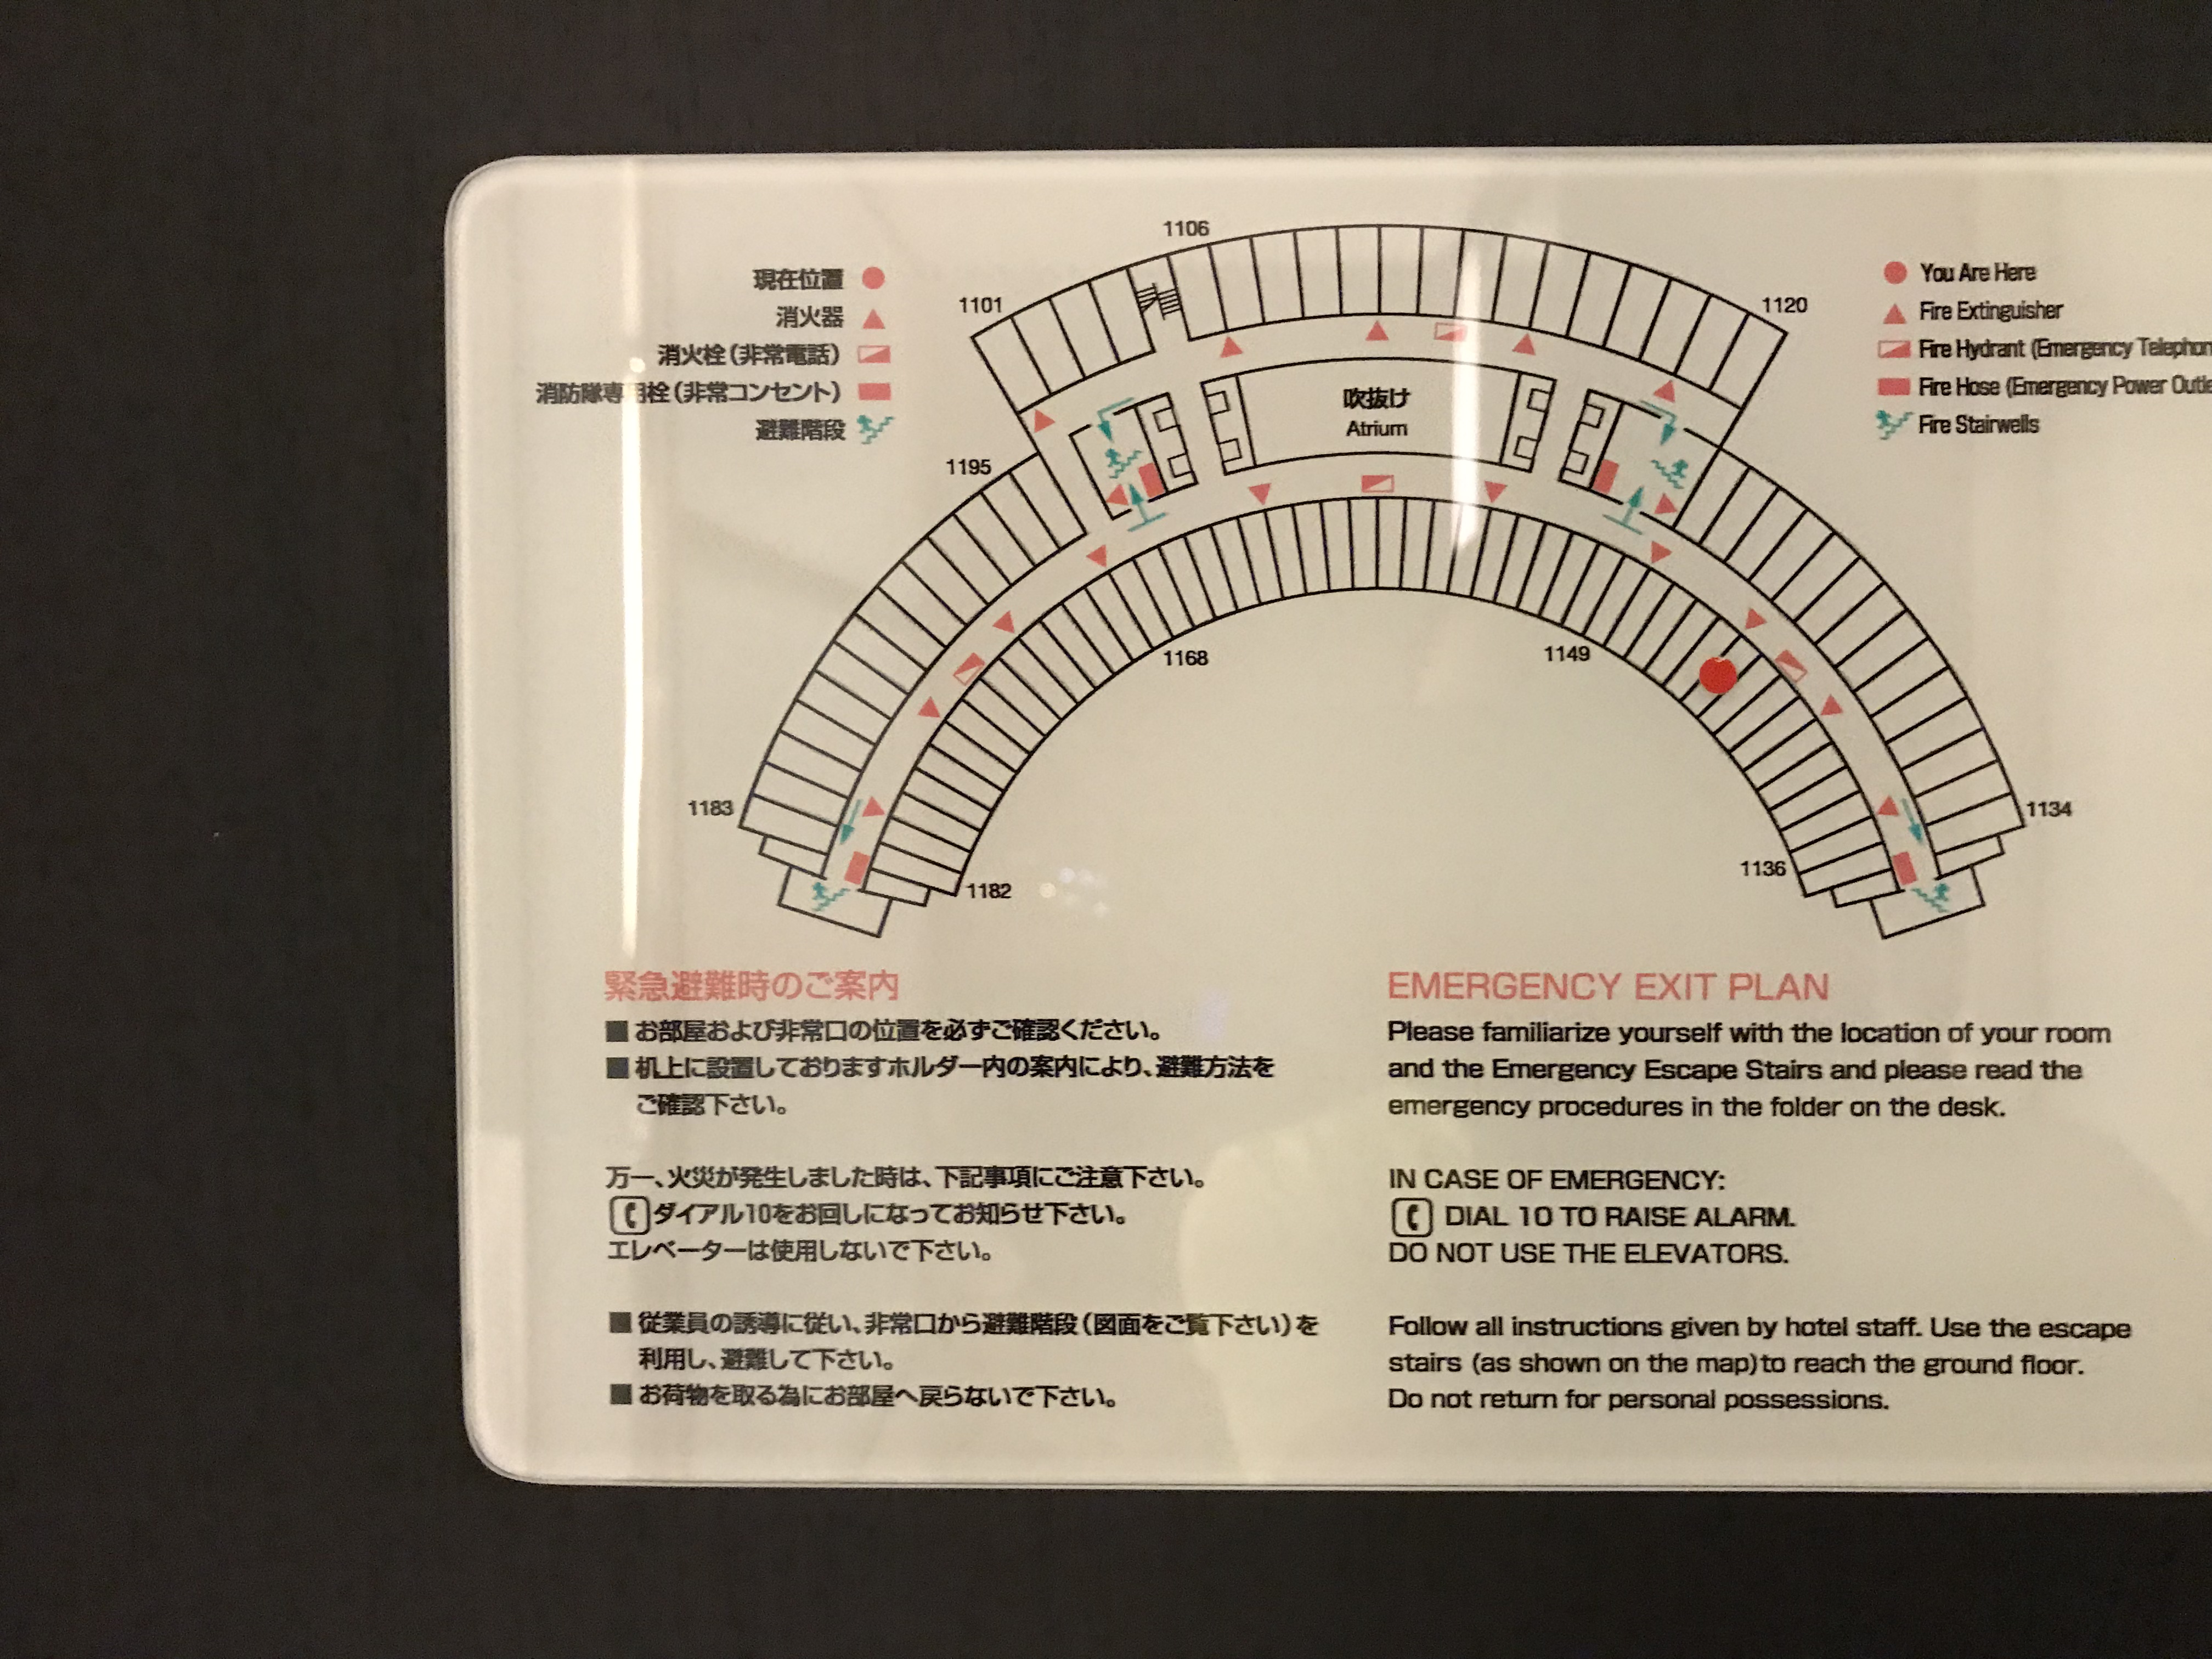 1106
1101
1120
現在位置
消火器
消火栓（非常電話）
消防隊専用栓（非常コンセント）
避難階段
You Are Here
Fire Extinguisher
Fire Hydrant (Emergency
Fire Hose (Emergency Power
Fire Stairwells
吹抜け
Atrium
1195
1168
1149
1183
1134
1182
1136
緊急避難時のご案内
■ お部屋および非常口の位置を必ずご確認ください。
■ 机上に設置しておりますホルダー内の案内により、避難方法を
ご確認下さい。
万一、火災が発生しました時は、下記事項にご注意下さい。
ダイアル10をお回しになってお知らせ下さい。
エレベーターは使用しないで下さい。
■ 従業員の誘導に従い、非常口から避難階段（図面をご覧下さい）を
利用し、避難して下さい。
■ お荷物を取る為にお部屋へ戻らないで下さい。
EMERGENCY EXIT PLAN
Please familiarize yourself with the location of your room
and the Emergency Escape Stairs and please read the
emergency procedures in the folder on the desk.
IN CASE OF EMERGENCY:
DIAL 10 TO RAISE ALARM.
DO NOT USE THE ELEVATORS.
Follow all instructions given by hotel staff. Use the escape
stairs (as shown on the map)to reach the ground floor.
Do not return for personal possessions.